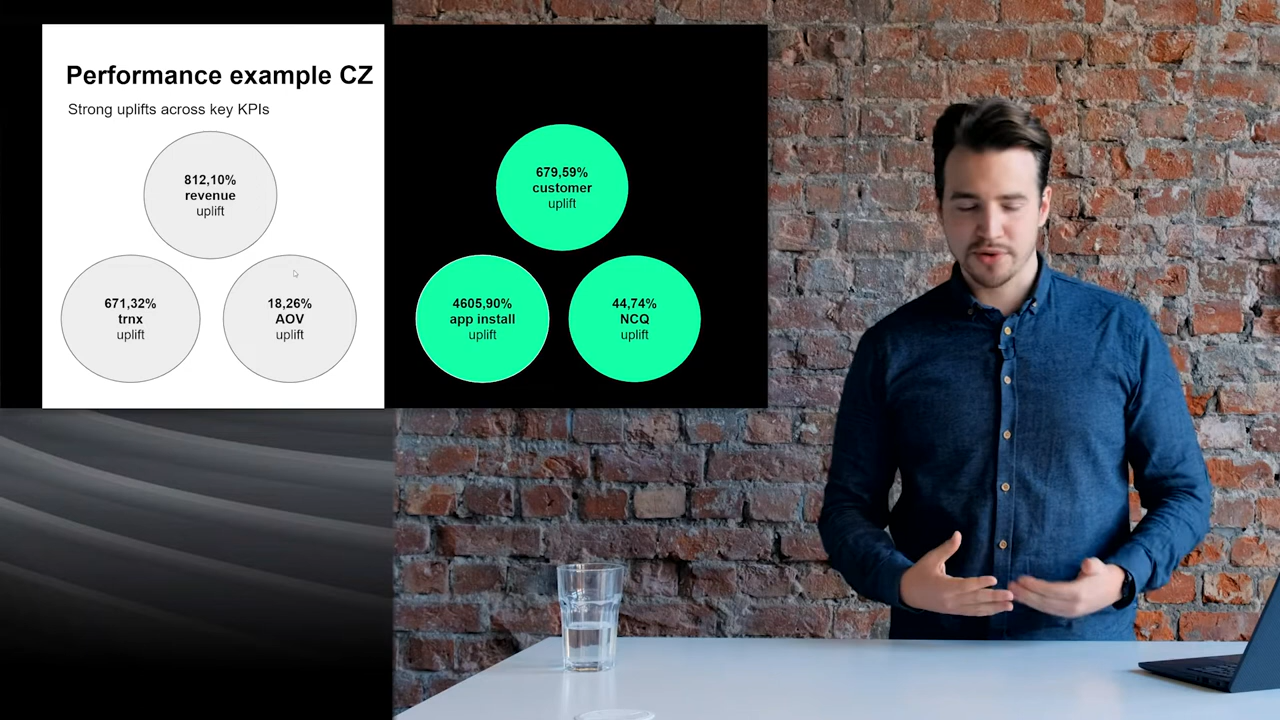 Performance example CZ
Strong uplifts across key KPIs
812,10%
revenue
uplift
671,32%
trnx
uplift
18,26%
AOV
uplift
679,59%
customer
uplift
4605,90%
app install
uplift
44,74%
NCQ
uplift